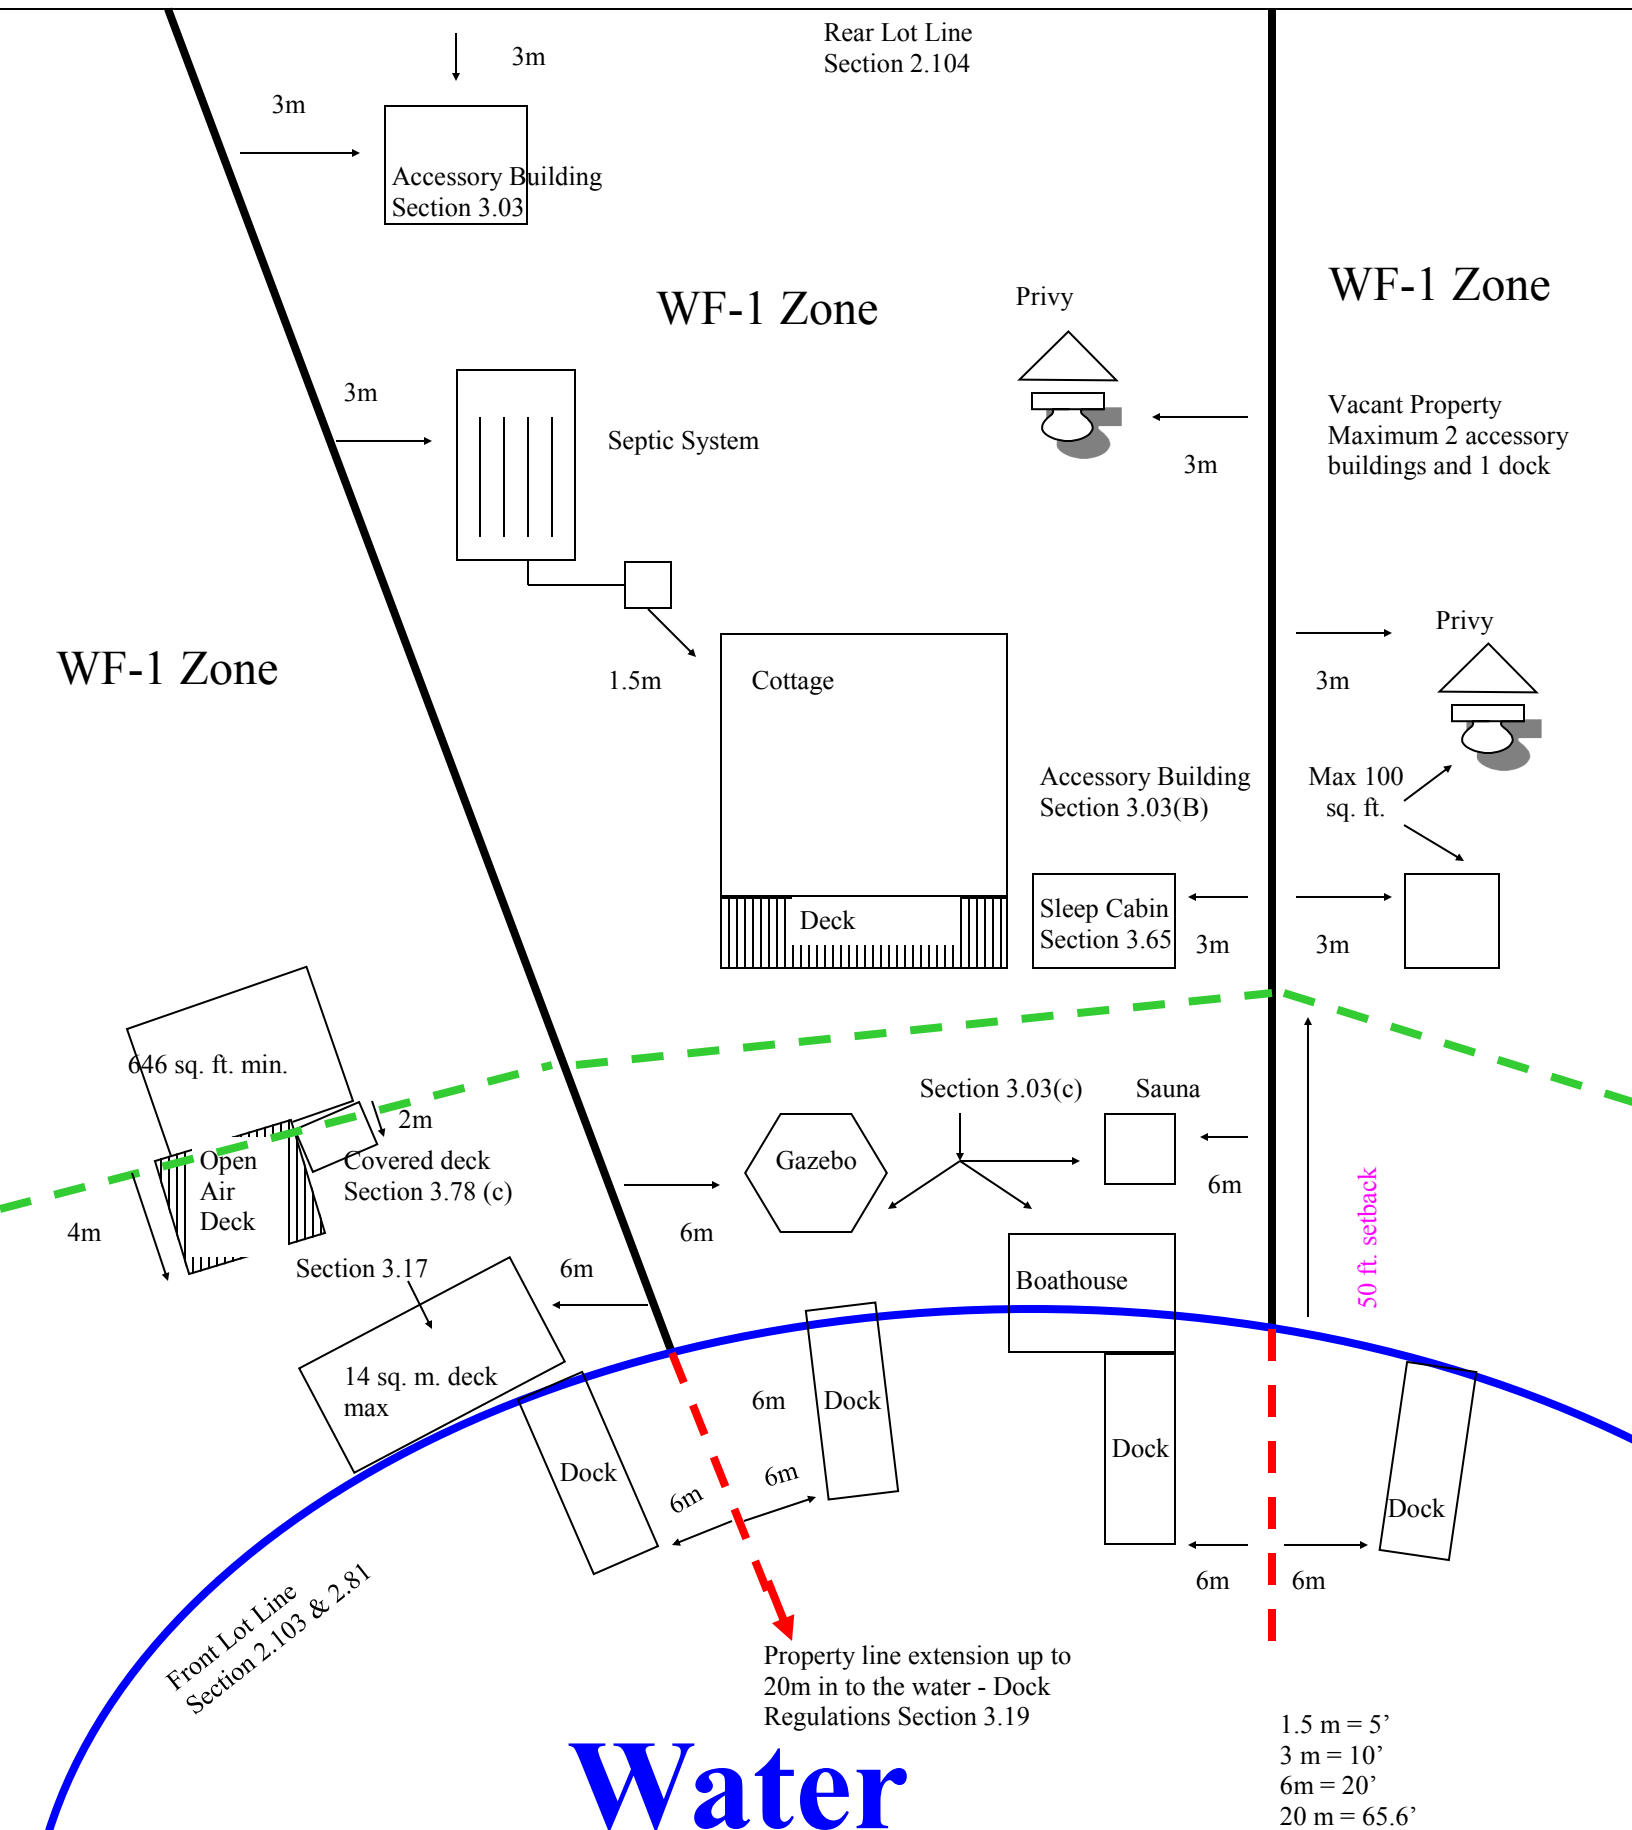 Rear Lot Line
Section 2.104
3m
3m
Accessory Building
Section 3.03
WF-1 Zone
WF-1 Zone
Privy
3m
Septic System
3m
Vacant Property
Maximum 2 accessory
buildings and 1 dock
WF-1 Zone
1.5m
Cottage
Privy
3m
Accessory Building
Section 3.03(B)
Max 100
sq. ft.
Deck
Sleep Cabin
Section 3.65
3m
3m
646 sq. ft. min.
2m
Open
Air
Deck
Covered deck
Section 3.78 (c)
4m
Section 3.03(c)
Sauna
Gazebo
6m
6m
50 ft. setback
Section 3.17
6m
Boathouse
14 sq. m. deck
max
6m
Dock
Dock
Dock
Dock
6m
6m
6m
6m
Front Lot Line
Section 2.103 & 2.81
Property line extension up to
20m in to the water - Dock
Regulations Section 3.19
Water
1.5 m = 5’
3 m = 10’
6m = 20’
20 m = 65.6’